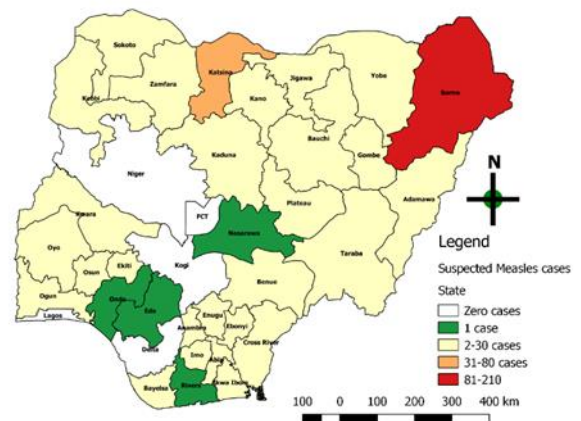 Sokoto
Katsina
Zamfara
Jigawa
Yobe
Borno
Kebbi
Kano
Bauchi
Kaduna
Gombe
Niger
Adamawa
Plateau
FCT
Nasarawa
Kwara
Oyo
Taraba
Kogi
Ekiti
Osun
Benue
Ogun
Ondo
Edo
Lagos
Enugu
Anambra
Ebonyi
Delta
Imo
Abia
Cross River
Bayelsa
Rivers
Akwa Ibom
N
Legend
Suspected Measles cases
State
Zero cases
1 case
2-30 cases
31-80 cases
81-210
100 0 100 200 300 400 km